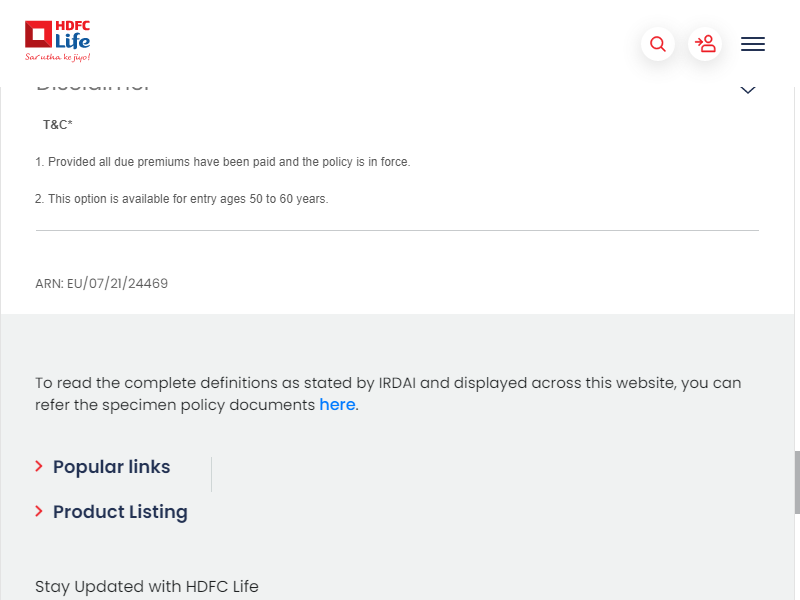 HDFC
Life
Sar utha ke jiyo!
Disclaimer
T&C*
1. Provided all due premiums have been paid and the policy is in force.
2. This option is available for entry ages 50 to 60 years.
ARN: EU/07/21/24469
To read the complete definitions as stated by IRDAI and displayed across this website, you can
refer the specimen policy documents here.
Popular links
Product Listing
Stay Updated with HDFC Life